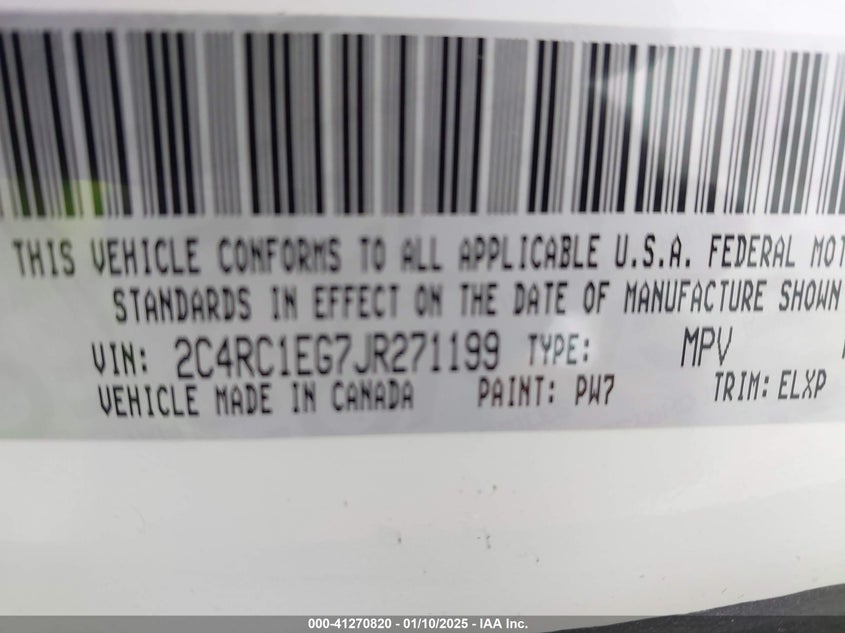 THIS VEHICLE CONFORMS TO ALL APPLICABLE U.S.A. FEDERAL MOT
STANDARDS IN EFFECT ON THE DATE OF MANUFACTURE SHOWN
VIN: 2C4RC1EG7JR271199 TYPE: MPV
VEHICLE MADE IN CANADA PAINT: PW7 TRIM: ELXP
000-41270820 - 01/10/2025 - IAA Inc.